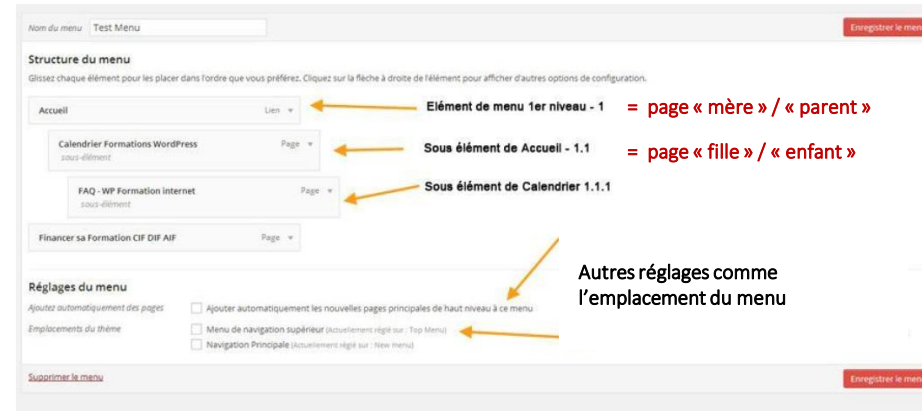 Nom du menu Test Menu Enregistrer le men
Structure du menu
Glissez chaque élément pour les placer dans l'ordre que vous préférez. Cliquez sur la flèche à droite de l'élément pour afficher d'autres options de configuration.
Accueil Lien Elément de menu 1er niveau - 1 = page « mère » / « parent »
Calendrier Formations WordPress Page Sous élément de Accueil - 1.1 = page « fille » / « enfant »
sous-élément
FAQ - WP Formation internet Page Sous élément de Calendrier 1.1.1
sous-élément
Financer sa Formation CIF DIF AIF Page
Autres réglages comme
l'emplacement du menu
Réglages du menu
Ajoutez automatiquement des pages Ajouter automatiquement les nouvelles pages principales de haut niveau à ce menu
Emplacements du thème Menu de navigation supérieur (Actuellement réglé sur : Top Menu)
Navigation Principale (Actuellement réglé sur : New menu)
Supprimer le menu Enregistrer le men